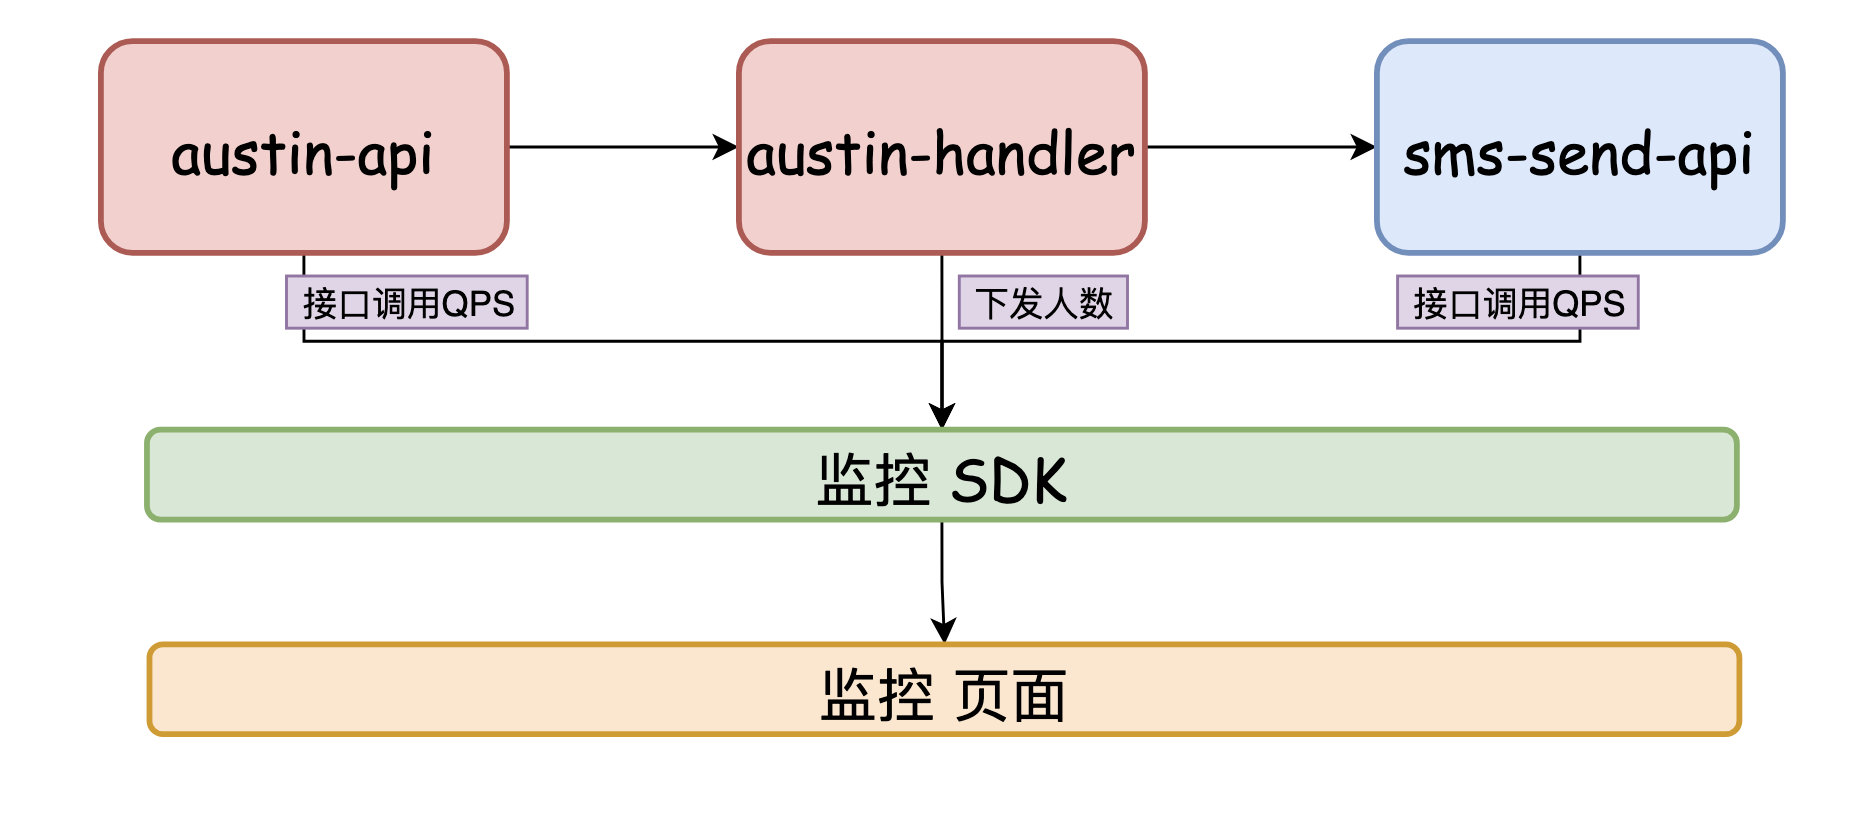 austin-api
austin-handler
sms-send-api
接口调用QPS
下发人数
接口调用QPS
监控 SDK
监控 页面